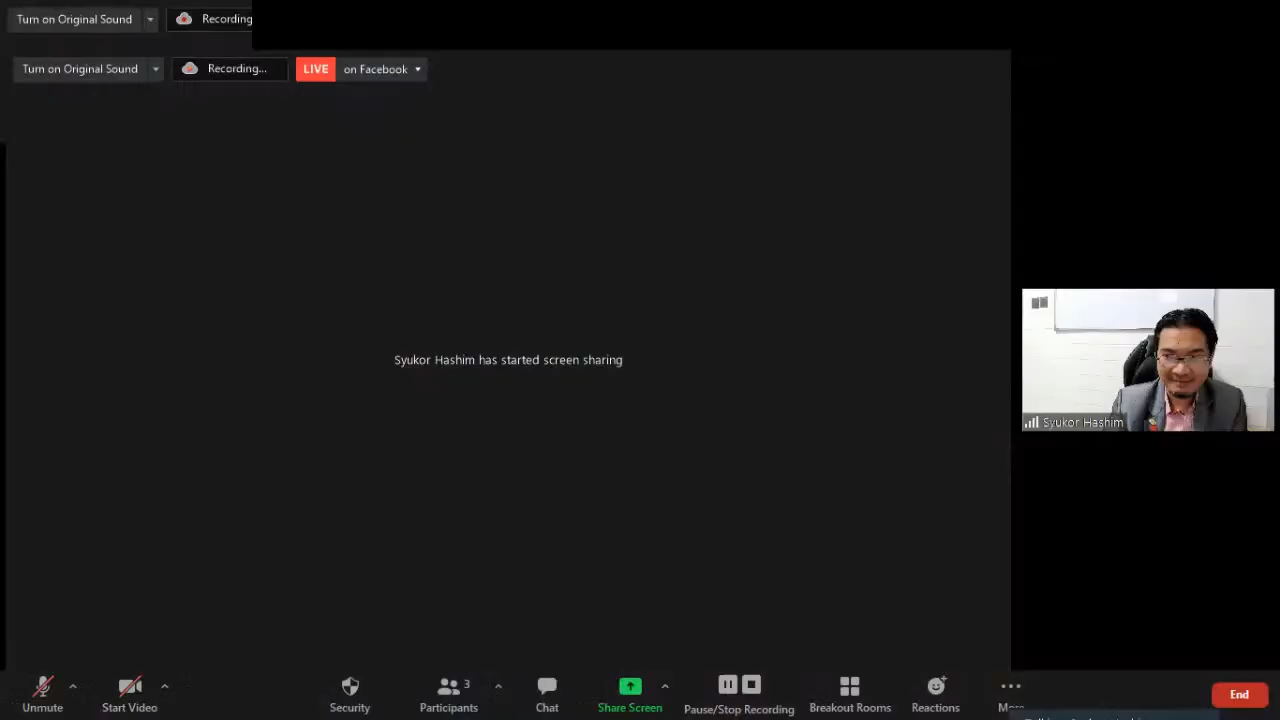 Turn on Original Sound
Recording
Turn on Original Sound
Recording...
LIVE on Facebook
Syukor Hashim has started screen sharing
Syukor Hashim
3
Unmute
Start Video
Security
Participants
Chat
Share Screen
Pause/Stop Recording
Breakout Rooms
Reactions
More
End